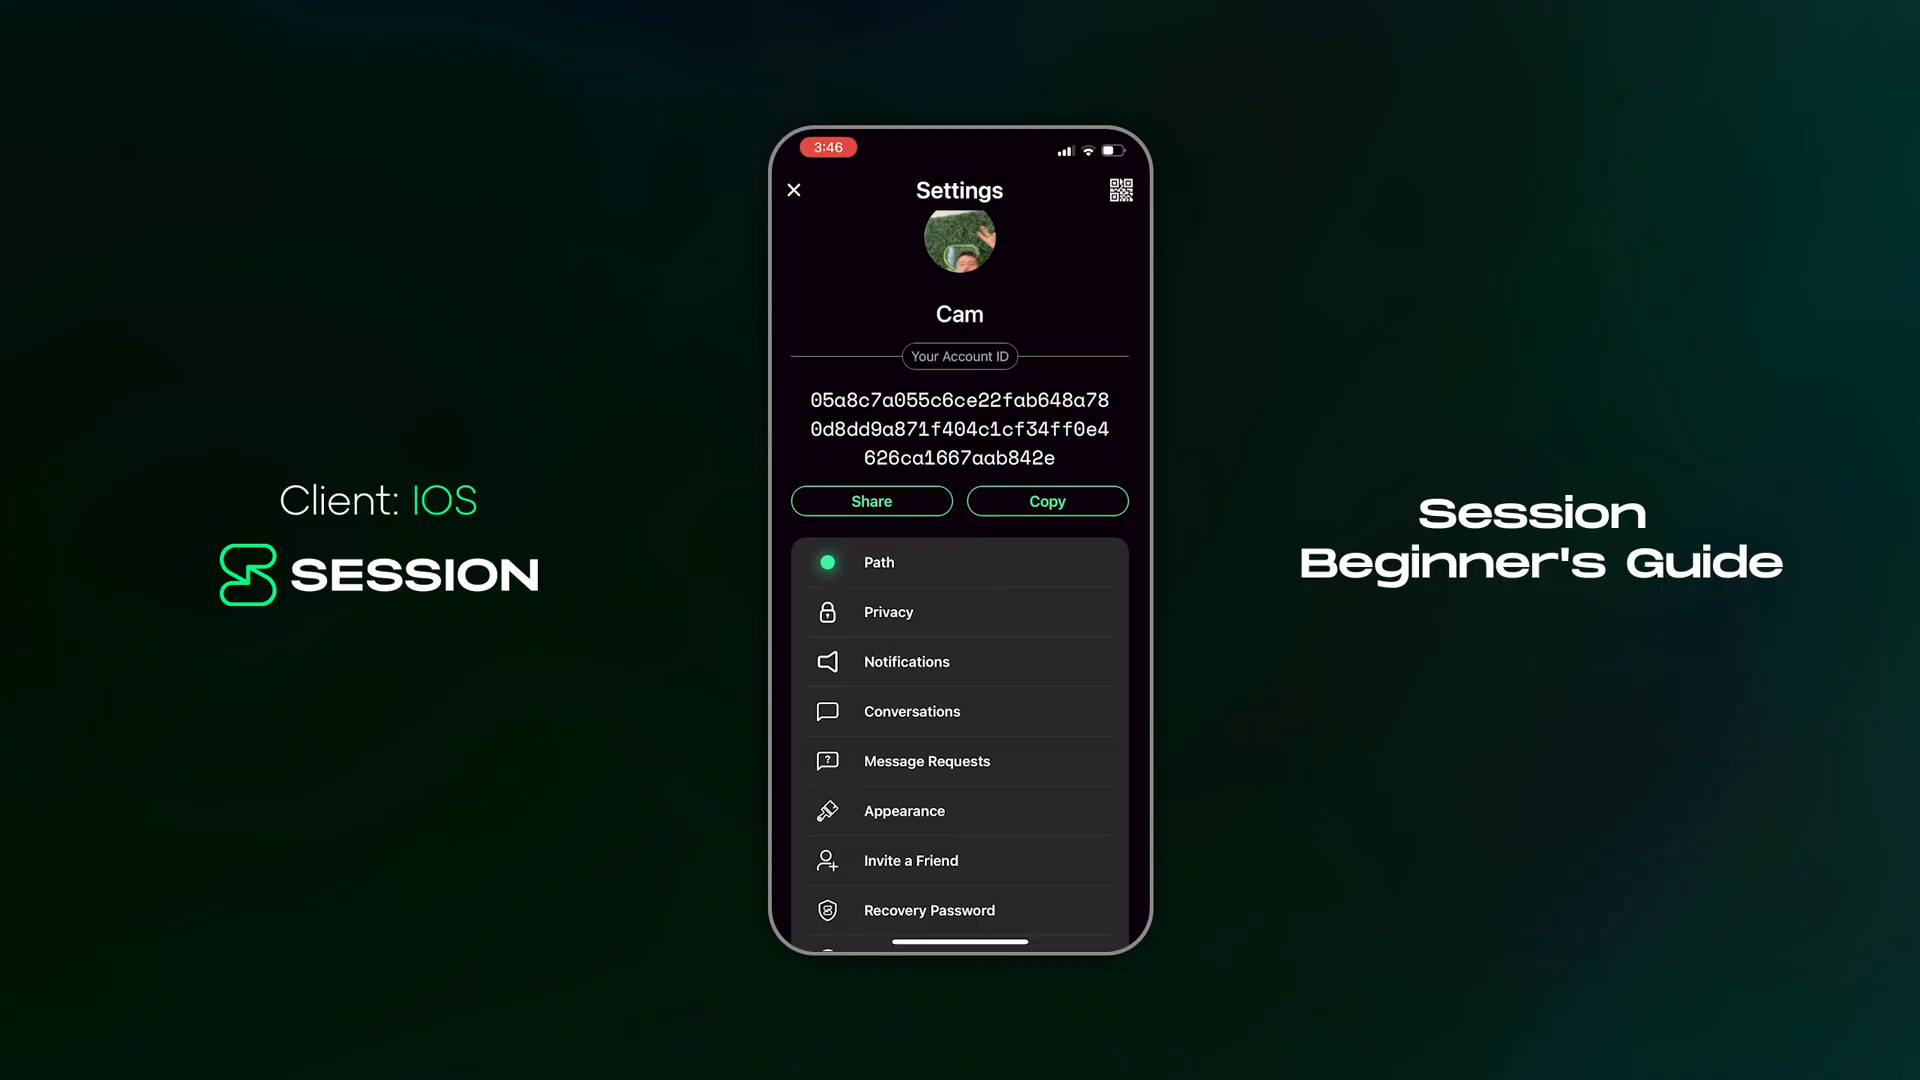 3:46
Settings
Cam
Your Account ID
05a8c7a055c6ce22fab648a78
0d8dd9a871f404c1cf34ff0e4
626ca1667aab842e
Share
Copy
Path
Privacy
Notifications
Conversations
Message Requests
Appearance
Invite a Friend
Recovery Password
Client: IOS
SESSION
Session
Beginner's Guide